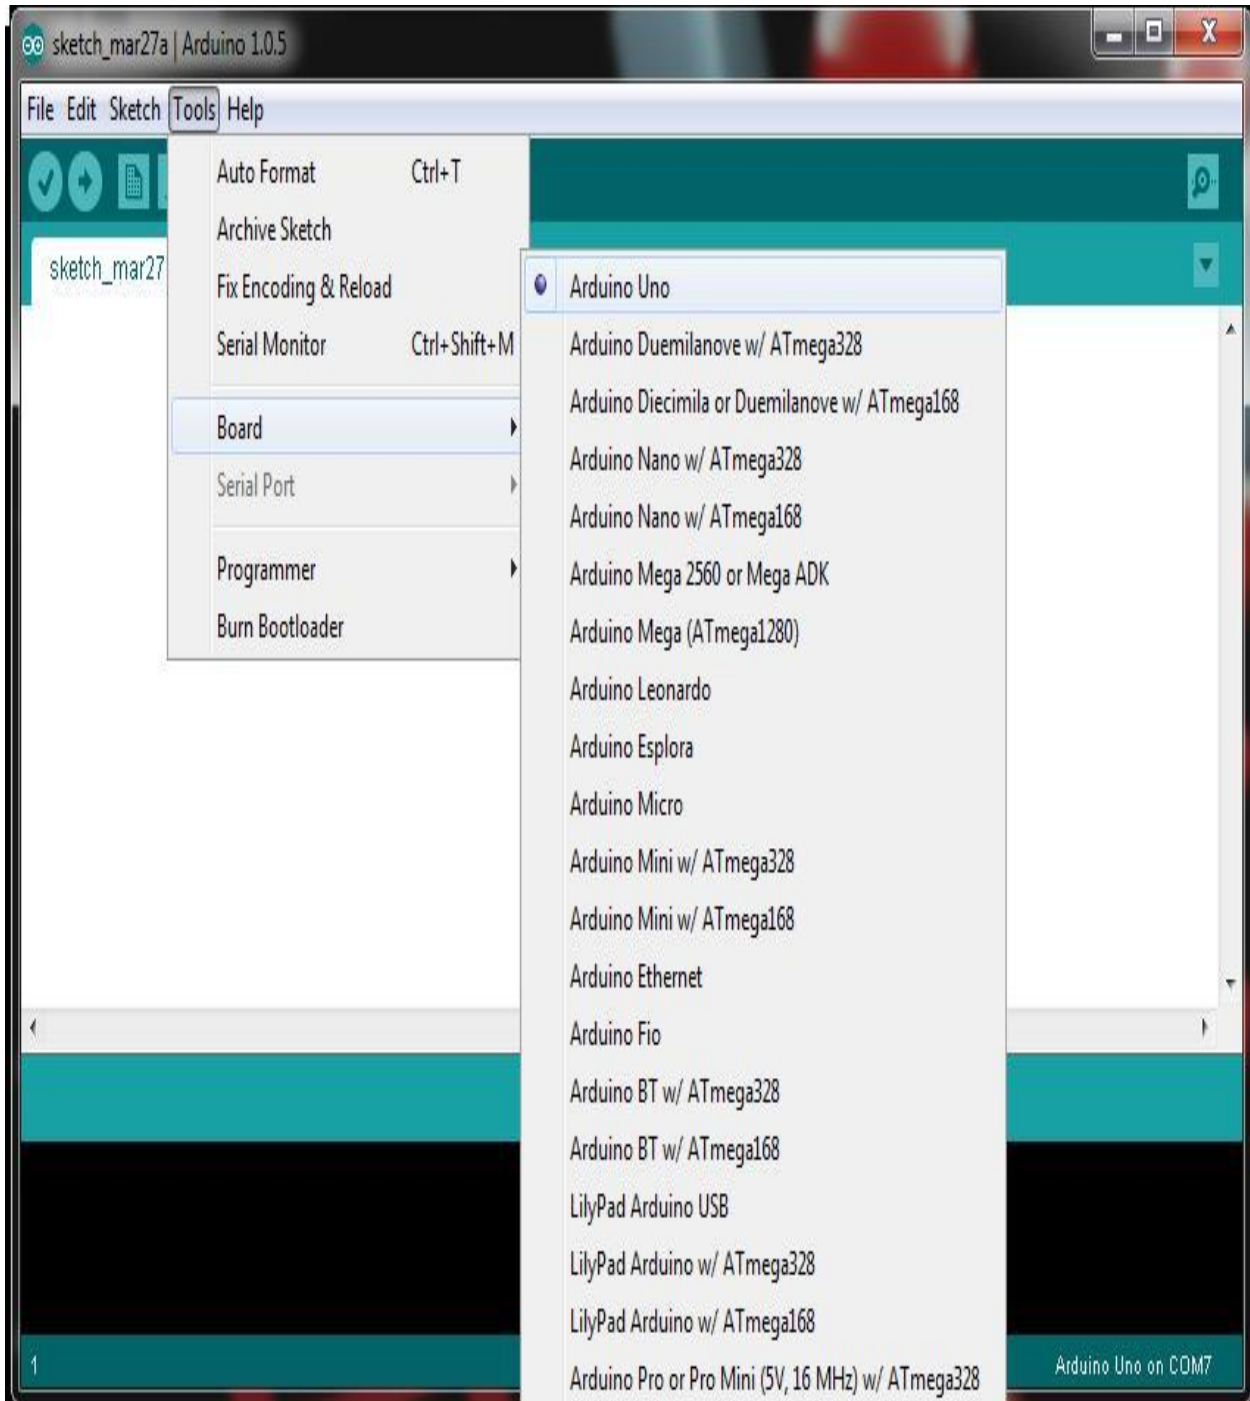 sketch_mar27a | Arduino 1.0.5
File Edit Sketch Tools Help
Auto Format Ctrl+T
Archive Sketch
sketch_mar27
Fix Encoding & Reload
Serial Monitor Ctrl+Shift+M
Board
Serial Port
Programmer
Burn Bootloader
Arduino Uno
Arduino Duemilanove w/ ATmega328
Arduino Diecimila or Duemilanove w/ ATmega168
Arduino Nano w/ ATmega328
Arduino Nano w/ ATmega168
Arduino Mega 2560 or Mega ADK
Arduino Mega (ATmega1280)
Arduino Leonardo
Arduino Esplora
Arduino Micro
Arduino Mini w/ ATmega328
Arduino Mini w/ ATmega168
Arduino Ethernet
Arduino Fio
Arduino BT w/ ATmega328
Arduino BT w/ ATmega168
LilyPad Arduino USB
LilyPad Arduino w/ ATmega328
LilyPad Arduino w/ ATmega168
Arduino Pro or Pro Mini (5V, 16 MHz) w/ ATmega328
1
Arduino Uno on COM7